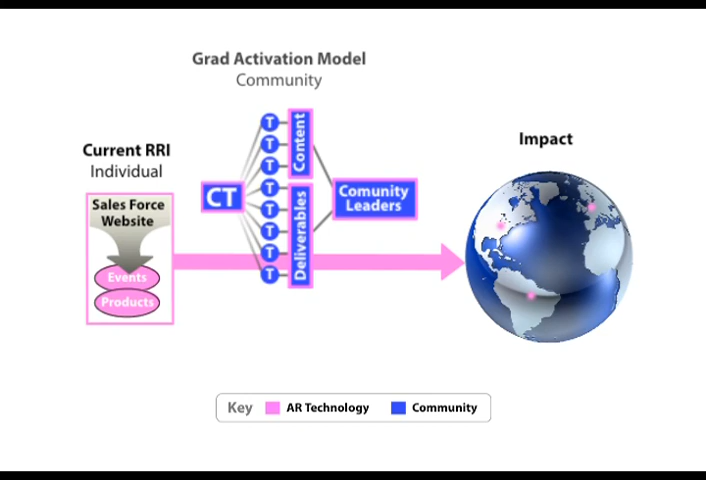 Grad Activation Model
Community
Current RRI
Individual
Sales Force
Website
Events
Products
CT
T
T
T
T
T
T
T
T
Content
Deliverables
Comunity
Leaders
Impact
Key
AR Technology
Community